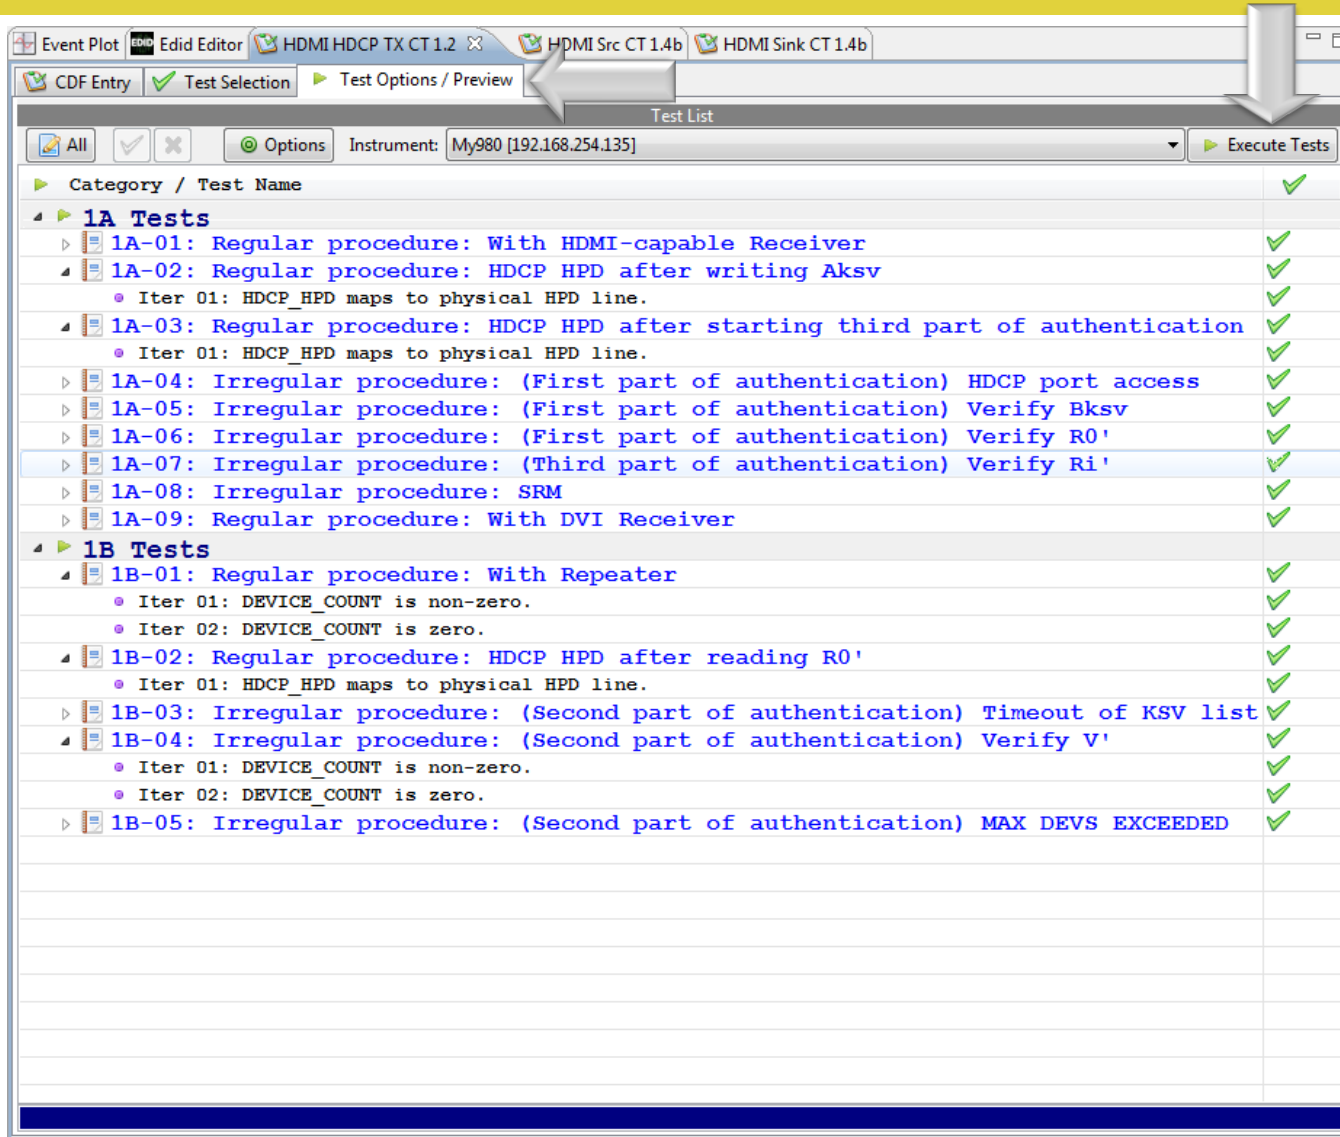 Event Plot EDID Edid Editor HDMI HDCP TX CT 1.2 HDMI Src CT 1.4b HDMI Sink CT 1.4b
CDF Entry Test Selection Test Options / Preview
Test List
All Options Instrument: My980 [192.168.254.135] Execute Tests
Category / Test Name
1A Tests
1A-01: Regular procedure: With HDMI-capable Receiver
1A-02: Regular procedure: HDCP HPD after writing Aksv
Iter 01: HDCP_HPD maps to physical HPD line.
1A-03: Regular procedure: HDCP HPD after starting third part of authentication
Iter 01: HDCP_HPD maps to physical HPD line.
1A-04: Irregular procedure: (First part of authentication) HDCP port access
1A-05: Irregular procedure: (First part of authentication) Verify Bksv
1A-06: Irregular procedure: (First part of authentication) Verify R0'
1A-07: Irregular procedure: (Third part of authentication) Verify Ri'
1A-08: Irregular procedure: SRM
1A-09: Regular procedure: With DVI Receiver
1B Tests
1B-01: Regular procedure: With Repeater
Iter 01: DEVICE_COUNT is non-zero.
Iter 02: DEVICE_COUNT is zero.
1B-02: Regular procedure: HDCP HPD after reading R0'
Iter 01: HDCP_HPD maps to physical HPD line.
1B-03: Irregular procedure: (Second part of authentication) Timeout of KSV list
1B-04: Irregular procedure: (Second part of authentication) Verify V'
Iter 01: DEVICE_COUNT is non-zero.
Iter 02: DEVICE_COUNT is zero.
1B-05: Irregular procedure: (Second part of authentication) MAX DEVS EXCEEDED